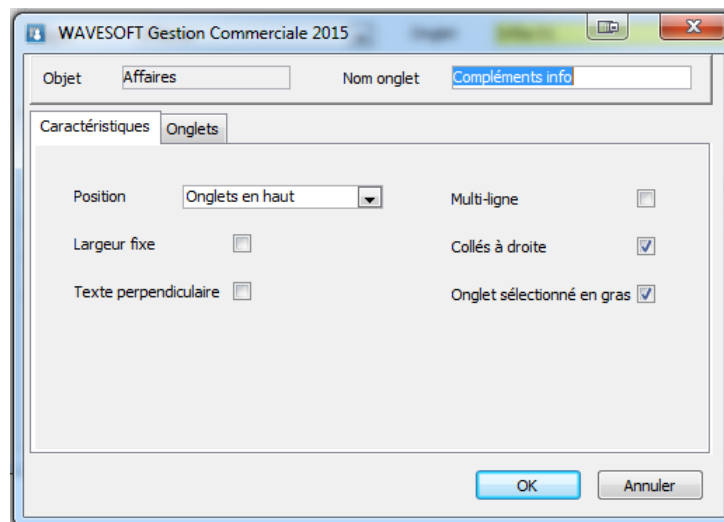 WAVESOFT Gestion Commerciale 2015
Objet Affaires Nom onglet Compléments info
Caractéristiques Onglets
Position Onglets en haut Multi-ligne
Largeur fixe Collés à droite
Texte perpendiculaire Onglet sélectionné en gras
OK Annuler